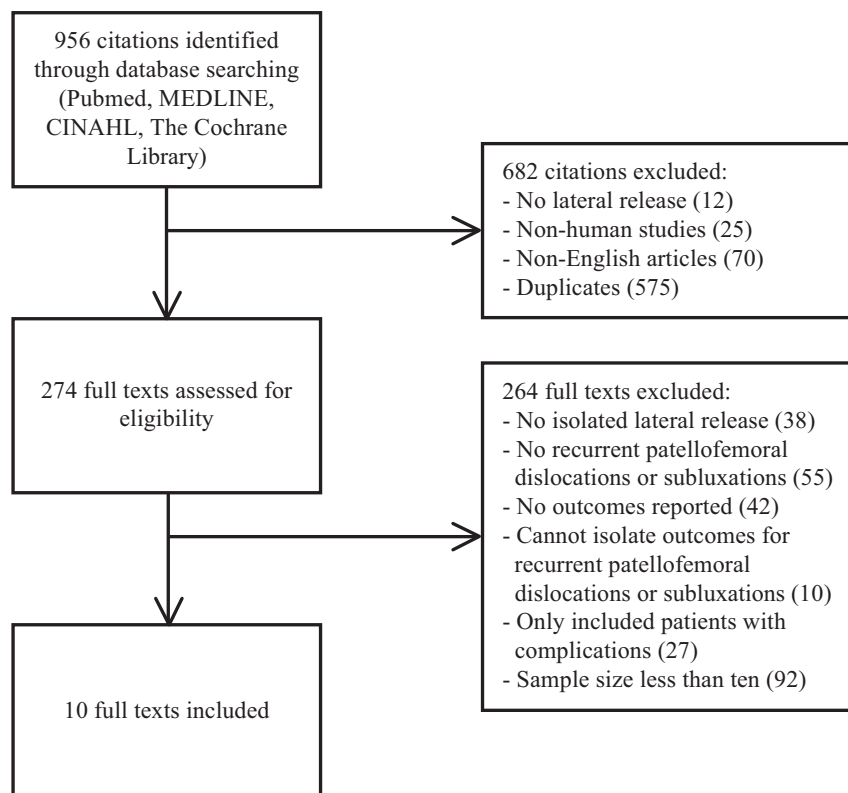 956 citations identified
through database searching
(Pubmed, MEDLINE,
CINAHL, The Cochrane
Library)
682 citations excluded:
- No lateral release (12)
- Non-human studies (25)
- Non-English articles (70)
- Duplicates (575)
274 full texts assessed for
eligibility
264 full texts excluded:
- No isolated lateral release (38)
- No recurrent patellofemoral
dislocations or subluxations (55)
- No outcomes reported (42)
- Cannot isolate outcomes for
recurrent patellofemoral
dislocations or subluxations (10)
- Only included patients with
complications (27)
- Sample size less than ten (92)
10 full texts included